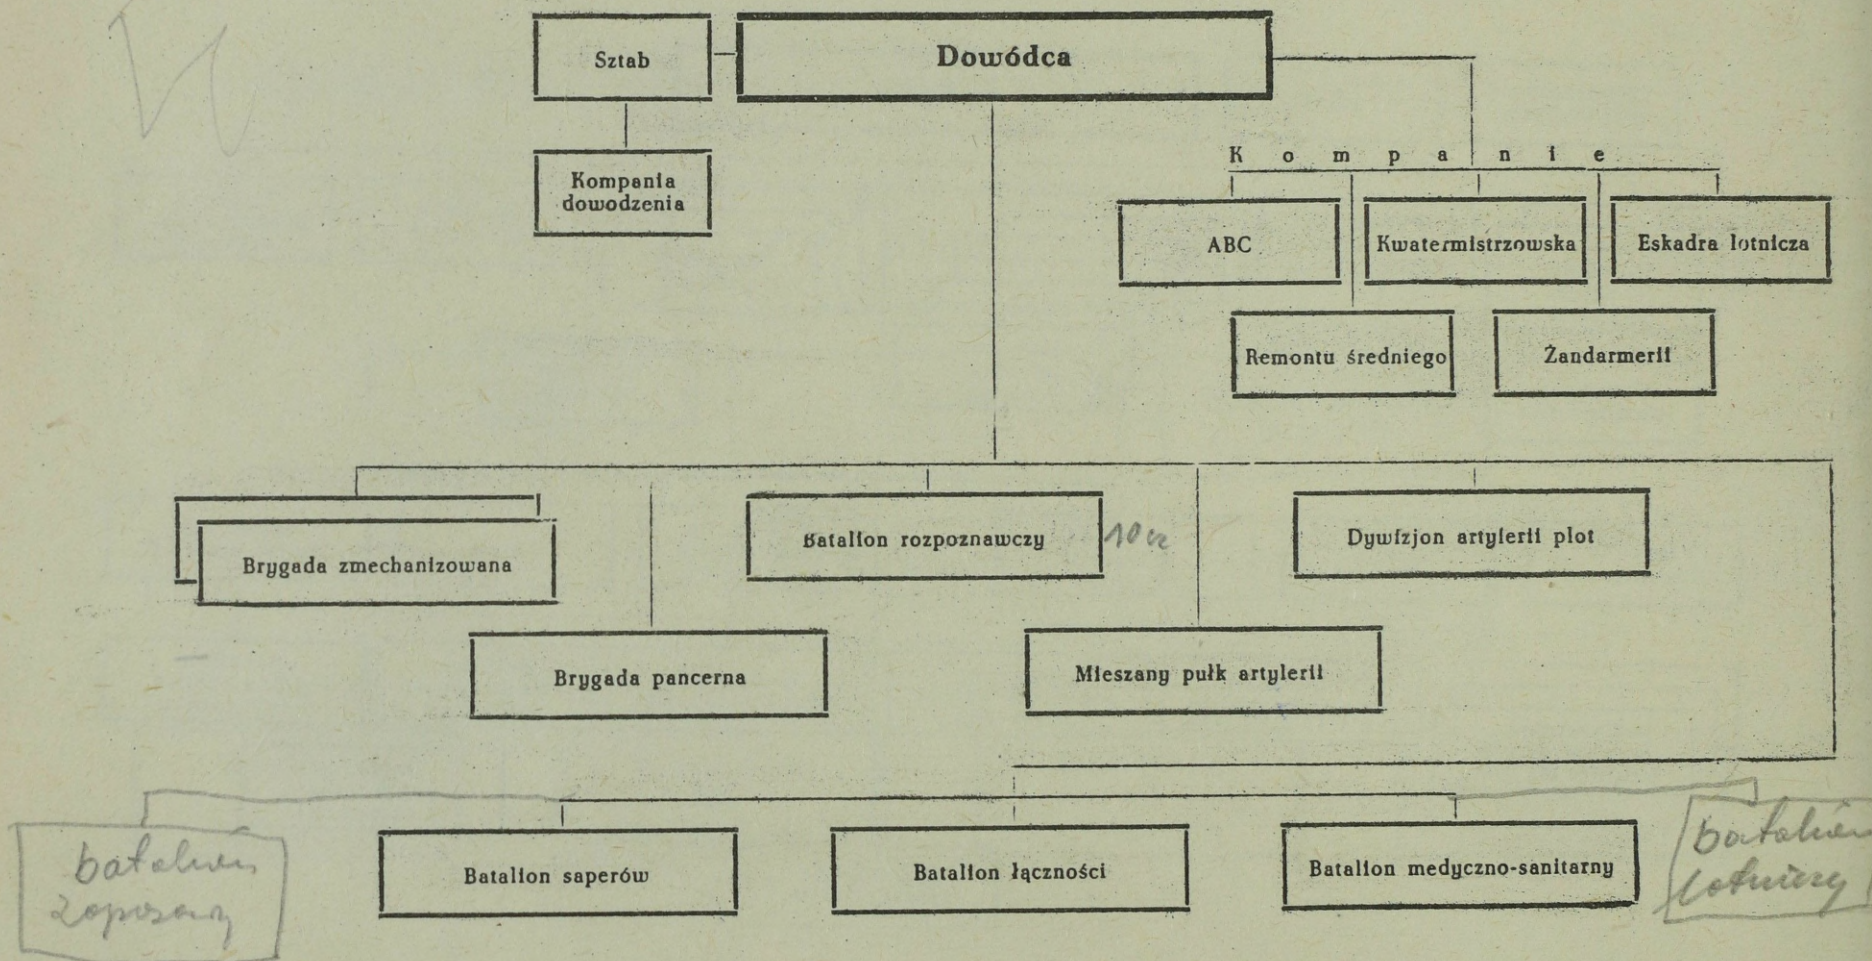 Sztab
Dowódca
Kompania
dowodzenia
Kompanie
ABC
Kwatermistrzowska
Eskadra lotnicza
Remontu średniego
Żandarmerii
Brygada zmechanizowana
Batalion rozpoznawczy
Dywizjon artylerii plot
Brygada pancerna
Mieszany pułk artylerii
batalion
zapasowy
Batalion saperów
Batalion łączności
Batalion medyczno-sanitarny
batalion
lotniczy